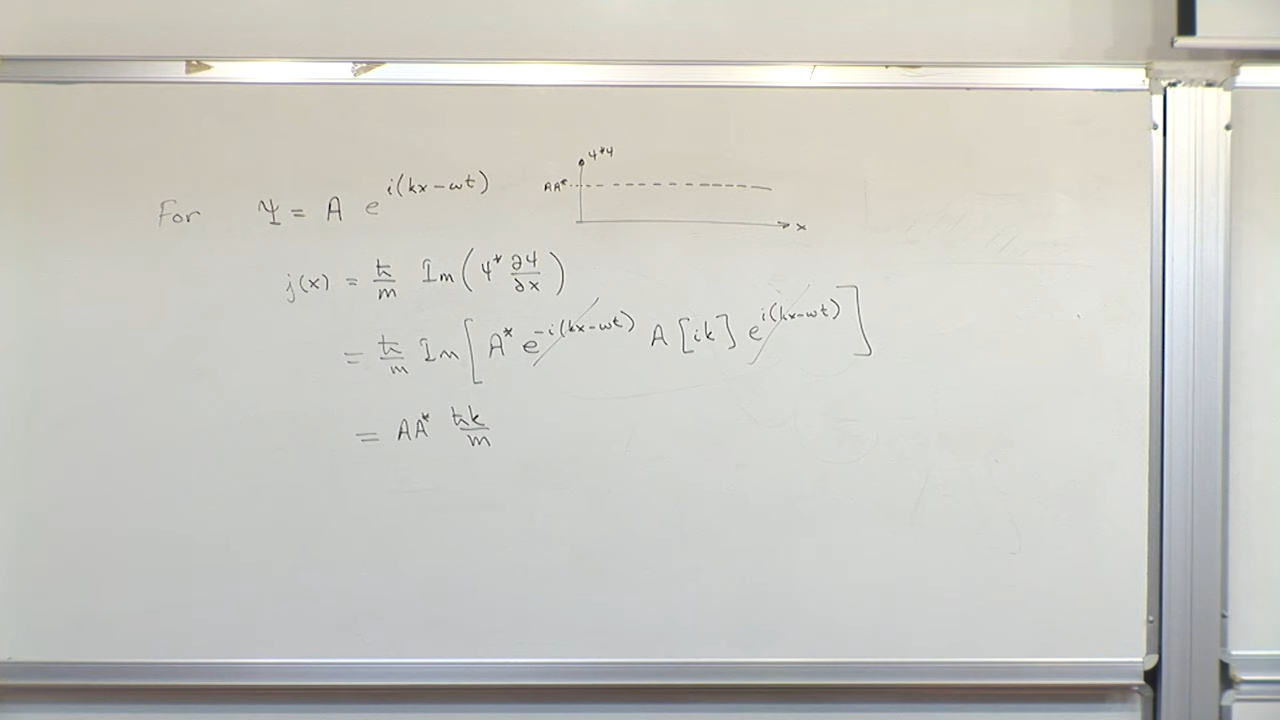 For Ψ = A e^{i(kx-ωt)}
ψ*ψ
AA*
x
j(x) = ħ/m Im(ψ* ∂ψ/∂x)
= ħ/m Im[A* e^{-i(kx-ωt)} A [ik] e^{i(kx-ωt)}]
= AA* ħk/m